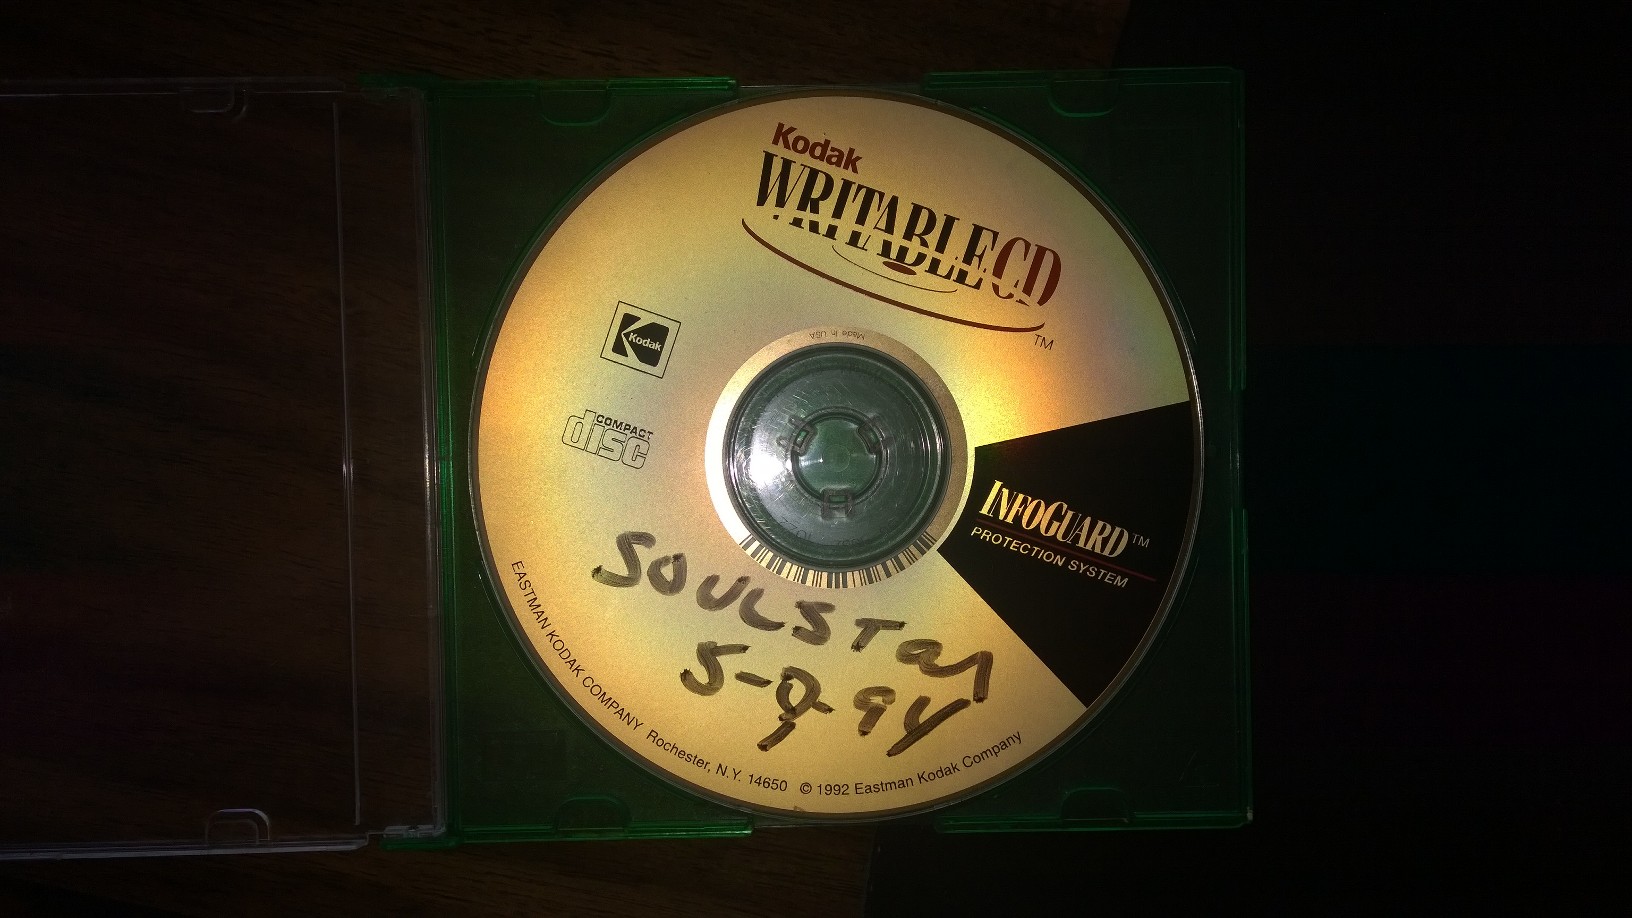 Kodak
WRITABLE CD
TM
Made in USA
Kodak
COMPACT
disc
INFOGUARD™
PROTECTION SYSTEM
SOULSTAR
5-9-94
EASTMAN KODAK COMPANY Rochester, N.Y. 14650 © 1992 Eastman Kodak Company